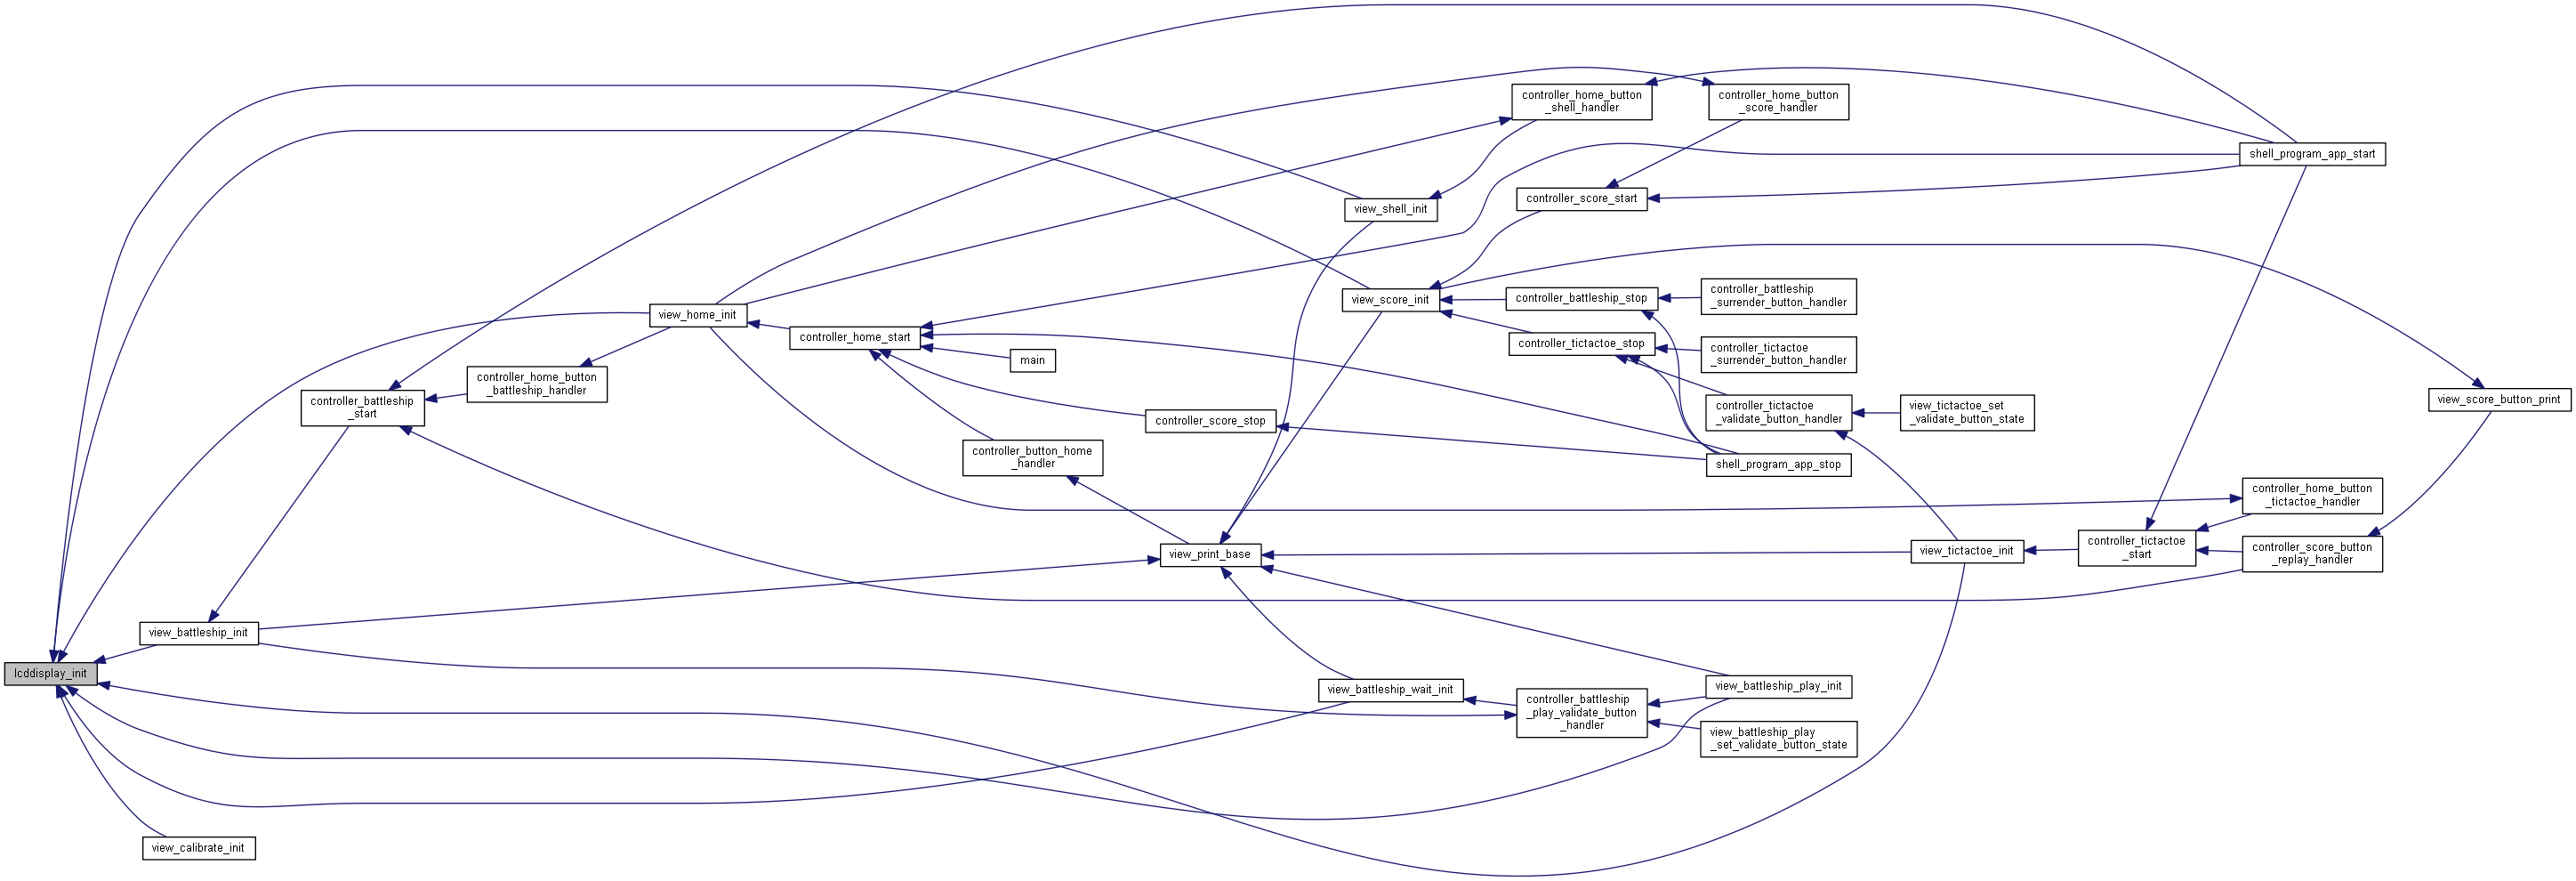 controller_home_button
_shell_handler
controller_home_button
_score_handler
shell_program_app_start
view_shell_init
controller_score_start
view_score_init
controller_battleship_stop
controller_battleship
_surrender_button_handler
view_home_init
controller_home_start
main
controller_tictactoe_stop
controller_tictactoe
_surrender_button_handler
controller_home_button
_battleship_handler
controller_battleship
_start
controller_score_stop
controller_tictactoe
_validate_button_handler
view_tictactoe_set
_validate_button_state
view_score_button_print
controller_button_home
_handler
shell_program_app_stop
controller_home_button
_tictactoe_handler
view_print_base
view_tictactoe_init
controller_tictactoe
_start
controller_score_button
_replay_handler
view_battleship_init
lcddisplay_init
view_battleship_wait_init
controller_battleship
_play_validate_button
_handler
view_battleship_play_init
view_battleship_play
_set_validate_button_state
view_calibrate_init